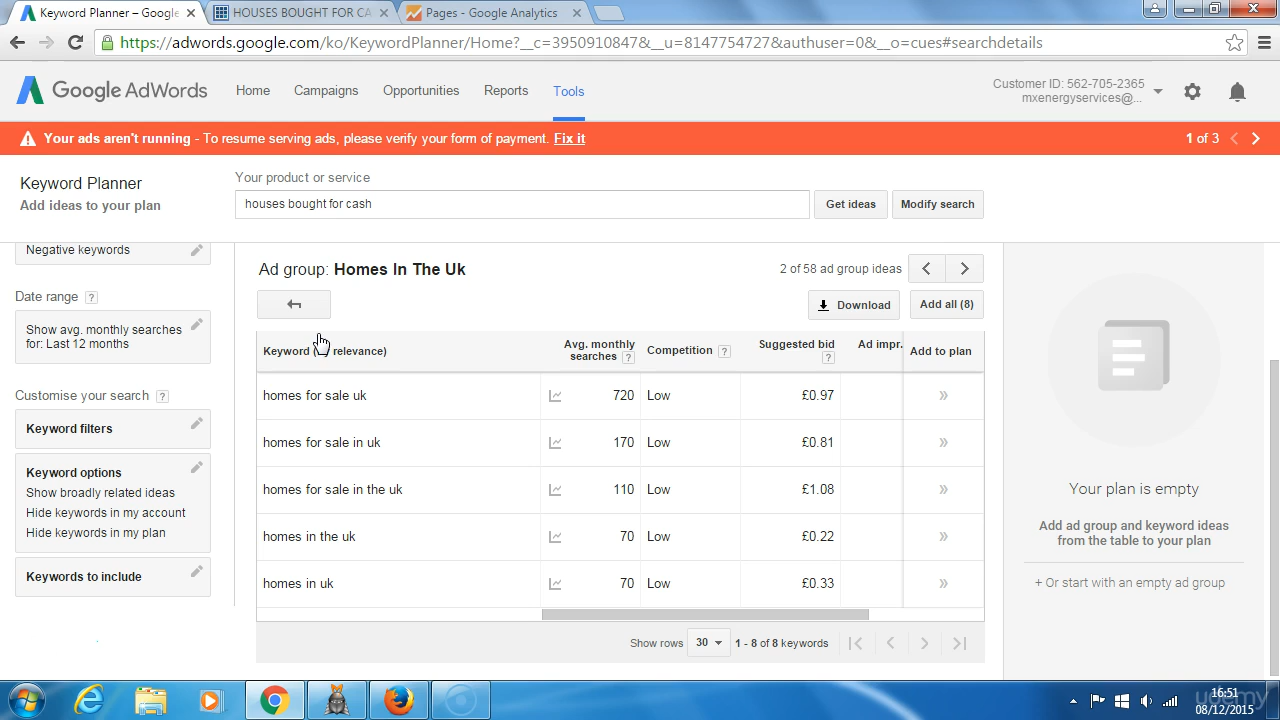 Keyword Planner – Google
HOUSES BOUGHT FOR CA
Pages - Google Analytics
https://adwords.google.com/ko/KeywordPlanner/Home?__c=3950910847&__u=8147754727&authuser=0&__o=cues#searchdetails
Google AdWords
Home
Campaigns
Opportunities
Reports
Tools
Customer ID: 562-705-2365
mxenergyservices@...
Your ads aren't running - To resume serving ads, please verify your form of payment. Fix it
1 of 3
Keyword Planner
Add ideas to your plan
Your product or service
houses bought for cash
Get ideas
Modify search
Negative keywords
Date range ?
Show avg. monthly searches
for: Last 12 months
Customise your search ?
Keyword filters
Keyword options
Show broadly related ideas
Hide keywords in my account
Hide keywords in my plan
Keywords to include
Ad group: Homes In The Uk
2 of 58 ad group ideas
Download
Add all (8)
Keyword ( relevance)
Avg. monthly
searches ?
Competition ?
Suggested bid
?
Ad impr.
Add to plan
homes for sale uk 720 Low £0.97 »
homes for sale in uk 170 Low £0.81 »
homes for sale in the uk 110 Low £1.08 »
homes in the uk 70 Low £0.22 »
homes in uk 70 Low £0.33 »
Show rows 30 1 - 8 of 8 keywords
Your plan is empty
Add ad group and keyword ideas
from the table to your plan
+ Or start with an empty ad group
16:51
08/12/2015
udemy